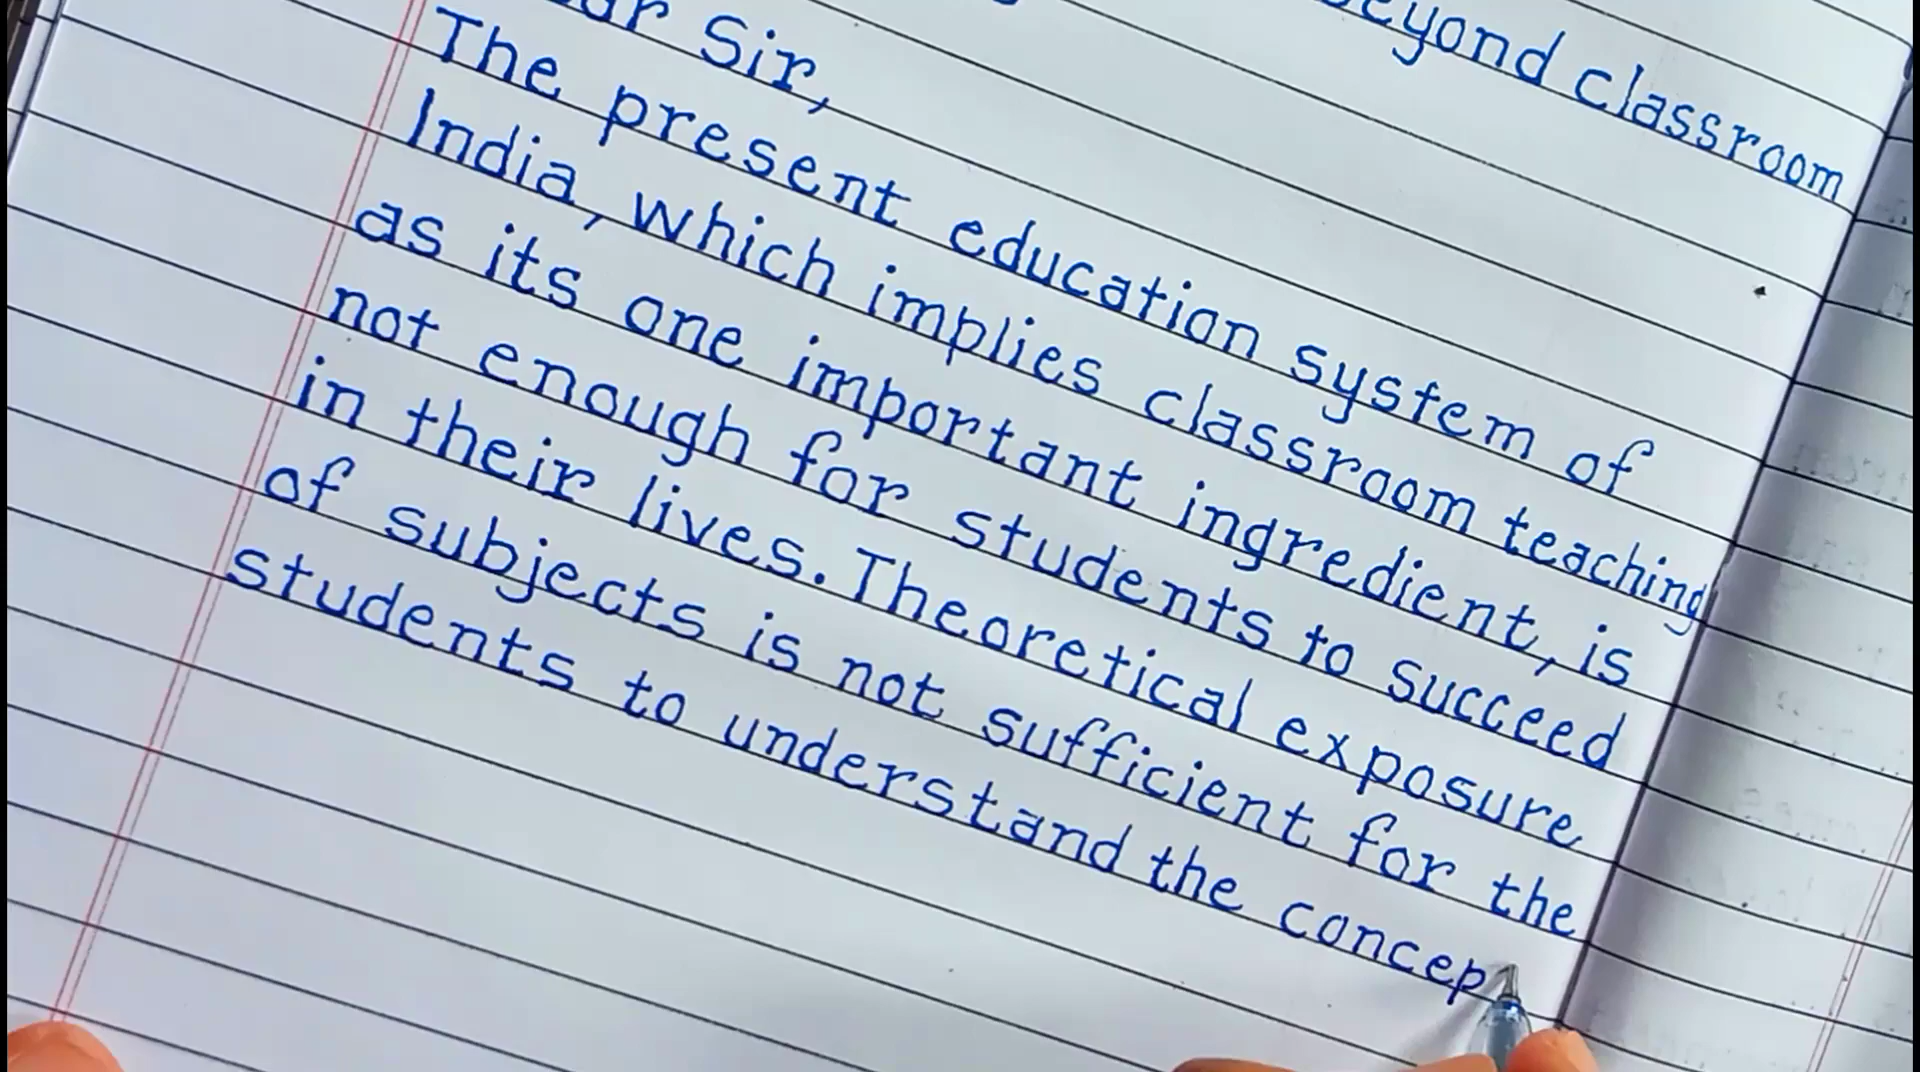 beyond classroom
Sir,
The present education system of
India, which implies classroom teaching
as its one important ingredient, is
not enough for students to succeed
in their lives. Theoretical exposure
of subjects is not sufficient for the
students to understand the concep